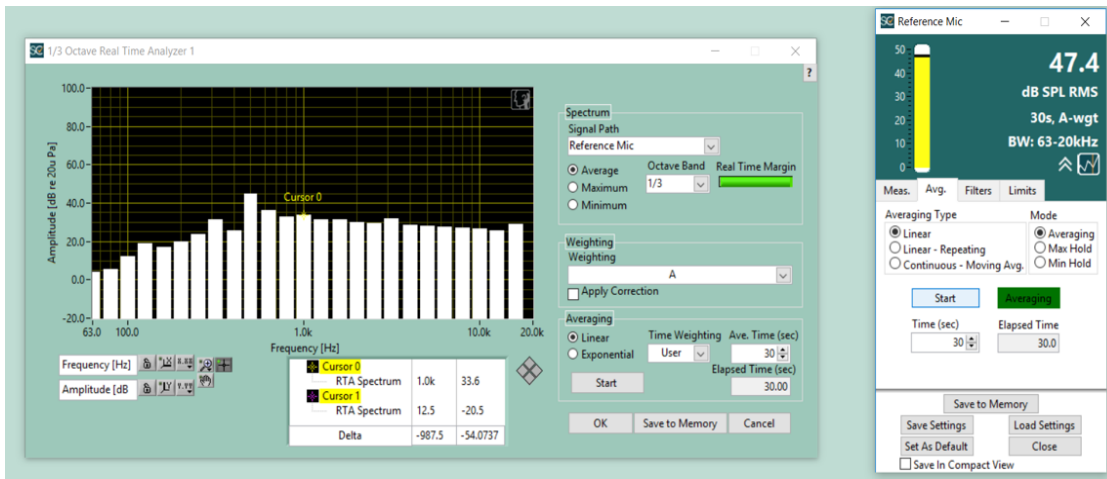 SC 1/3 Octave Real Time Analyzer 1
?
100.0
80.0
60.0
40.0
20.0
0.0
-20.0
Amplitude [dB re 20u Pa]
Cursor 0
63.0 100.0 1.0k 10.0k 20.0k
Frequency [Hz]
Frequency [Hz]
Amplitude [dB
Cursor 0
RTA Spectrum 1.0k 33.6
Cursor 1
RTA Spectrum 12.5 -20.5
Delta -987.5 -54.0737
Spectrum
Signal Path
Reference Mic
Average
Maximum
Minimum
Octave Band Real Time Margin
1/3
Weighting
Weighting
A
Apply Correction
Averaging
Linear
Exponential
Time Weighting Ave. Time (sec)
User 30
Elapsed Time (sec)
Start 30.00
OK Save to Memory Cancel
SC Reference Mic
50
40
30
20
10
0
47.4
dB SPL RMS
30s, A-wgt
BW: 63-20kHz
Meas. Avg. Filters Limits
Averaging Type Mode
Linear Averaging
Linear - Repeating Max Hold
Continuous - Moving Avg. Min Hold
Start Averaging
Time (sec) Elapsed Time
30 30.0
Save to Memory
Save Settings Load Settings
Set As Default Close
Save In Compact View